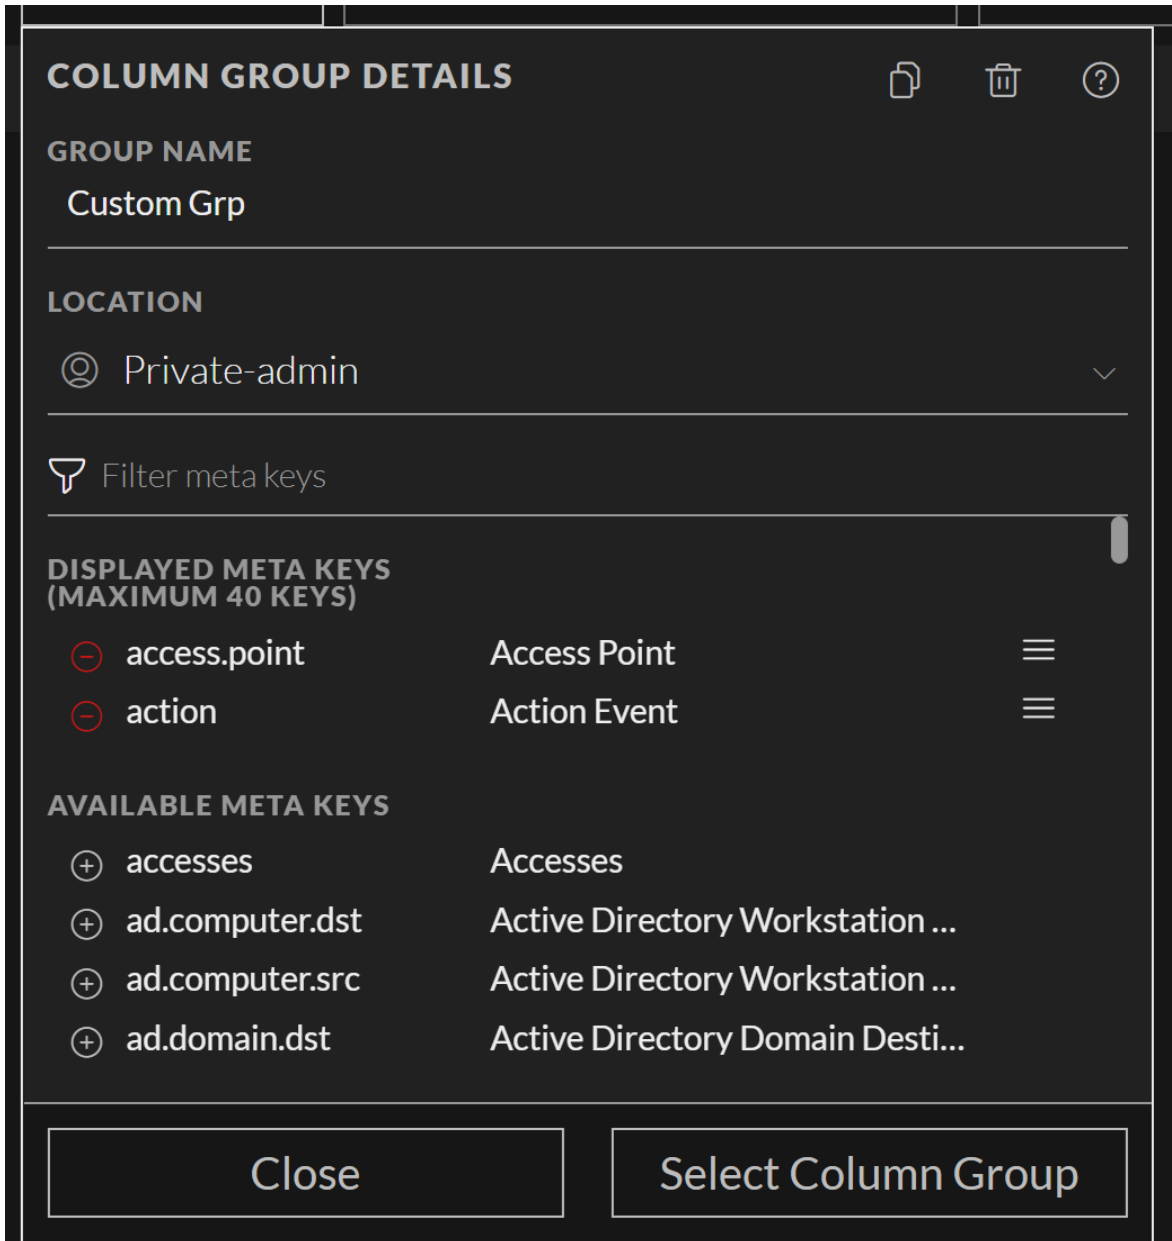 COLUMN GROUP DETAILS
GROUP NAME
Custom Grp
LOCATION
Private-admin
Filter meta keys
DISPLAYED META KEYS
(MAXIMUM 40 KEYS)
access.point Access Point
action Action Event
AVAILABLE META KEYS
accesses Accesses
ad.computer.dst Active Directory Workstation ...
ad.computer.src Active Directory Workstation ...
ad.domain.dst Active Directory Domain Desti...
Close Select Column Group